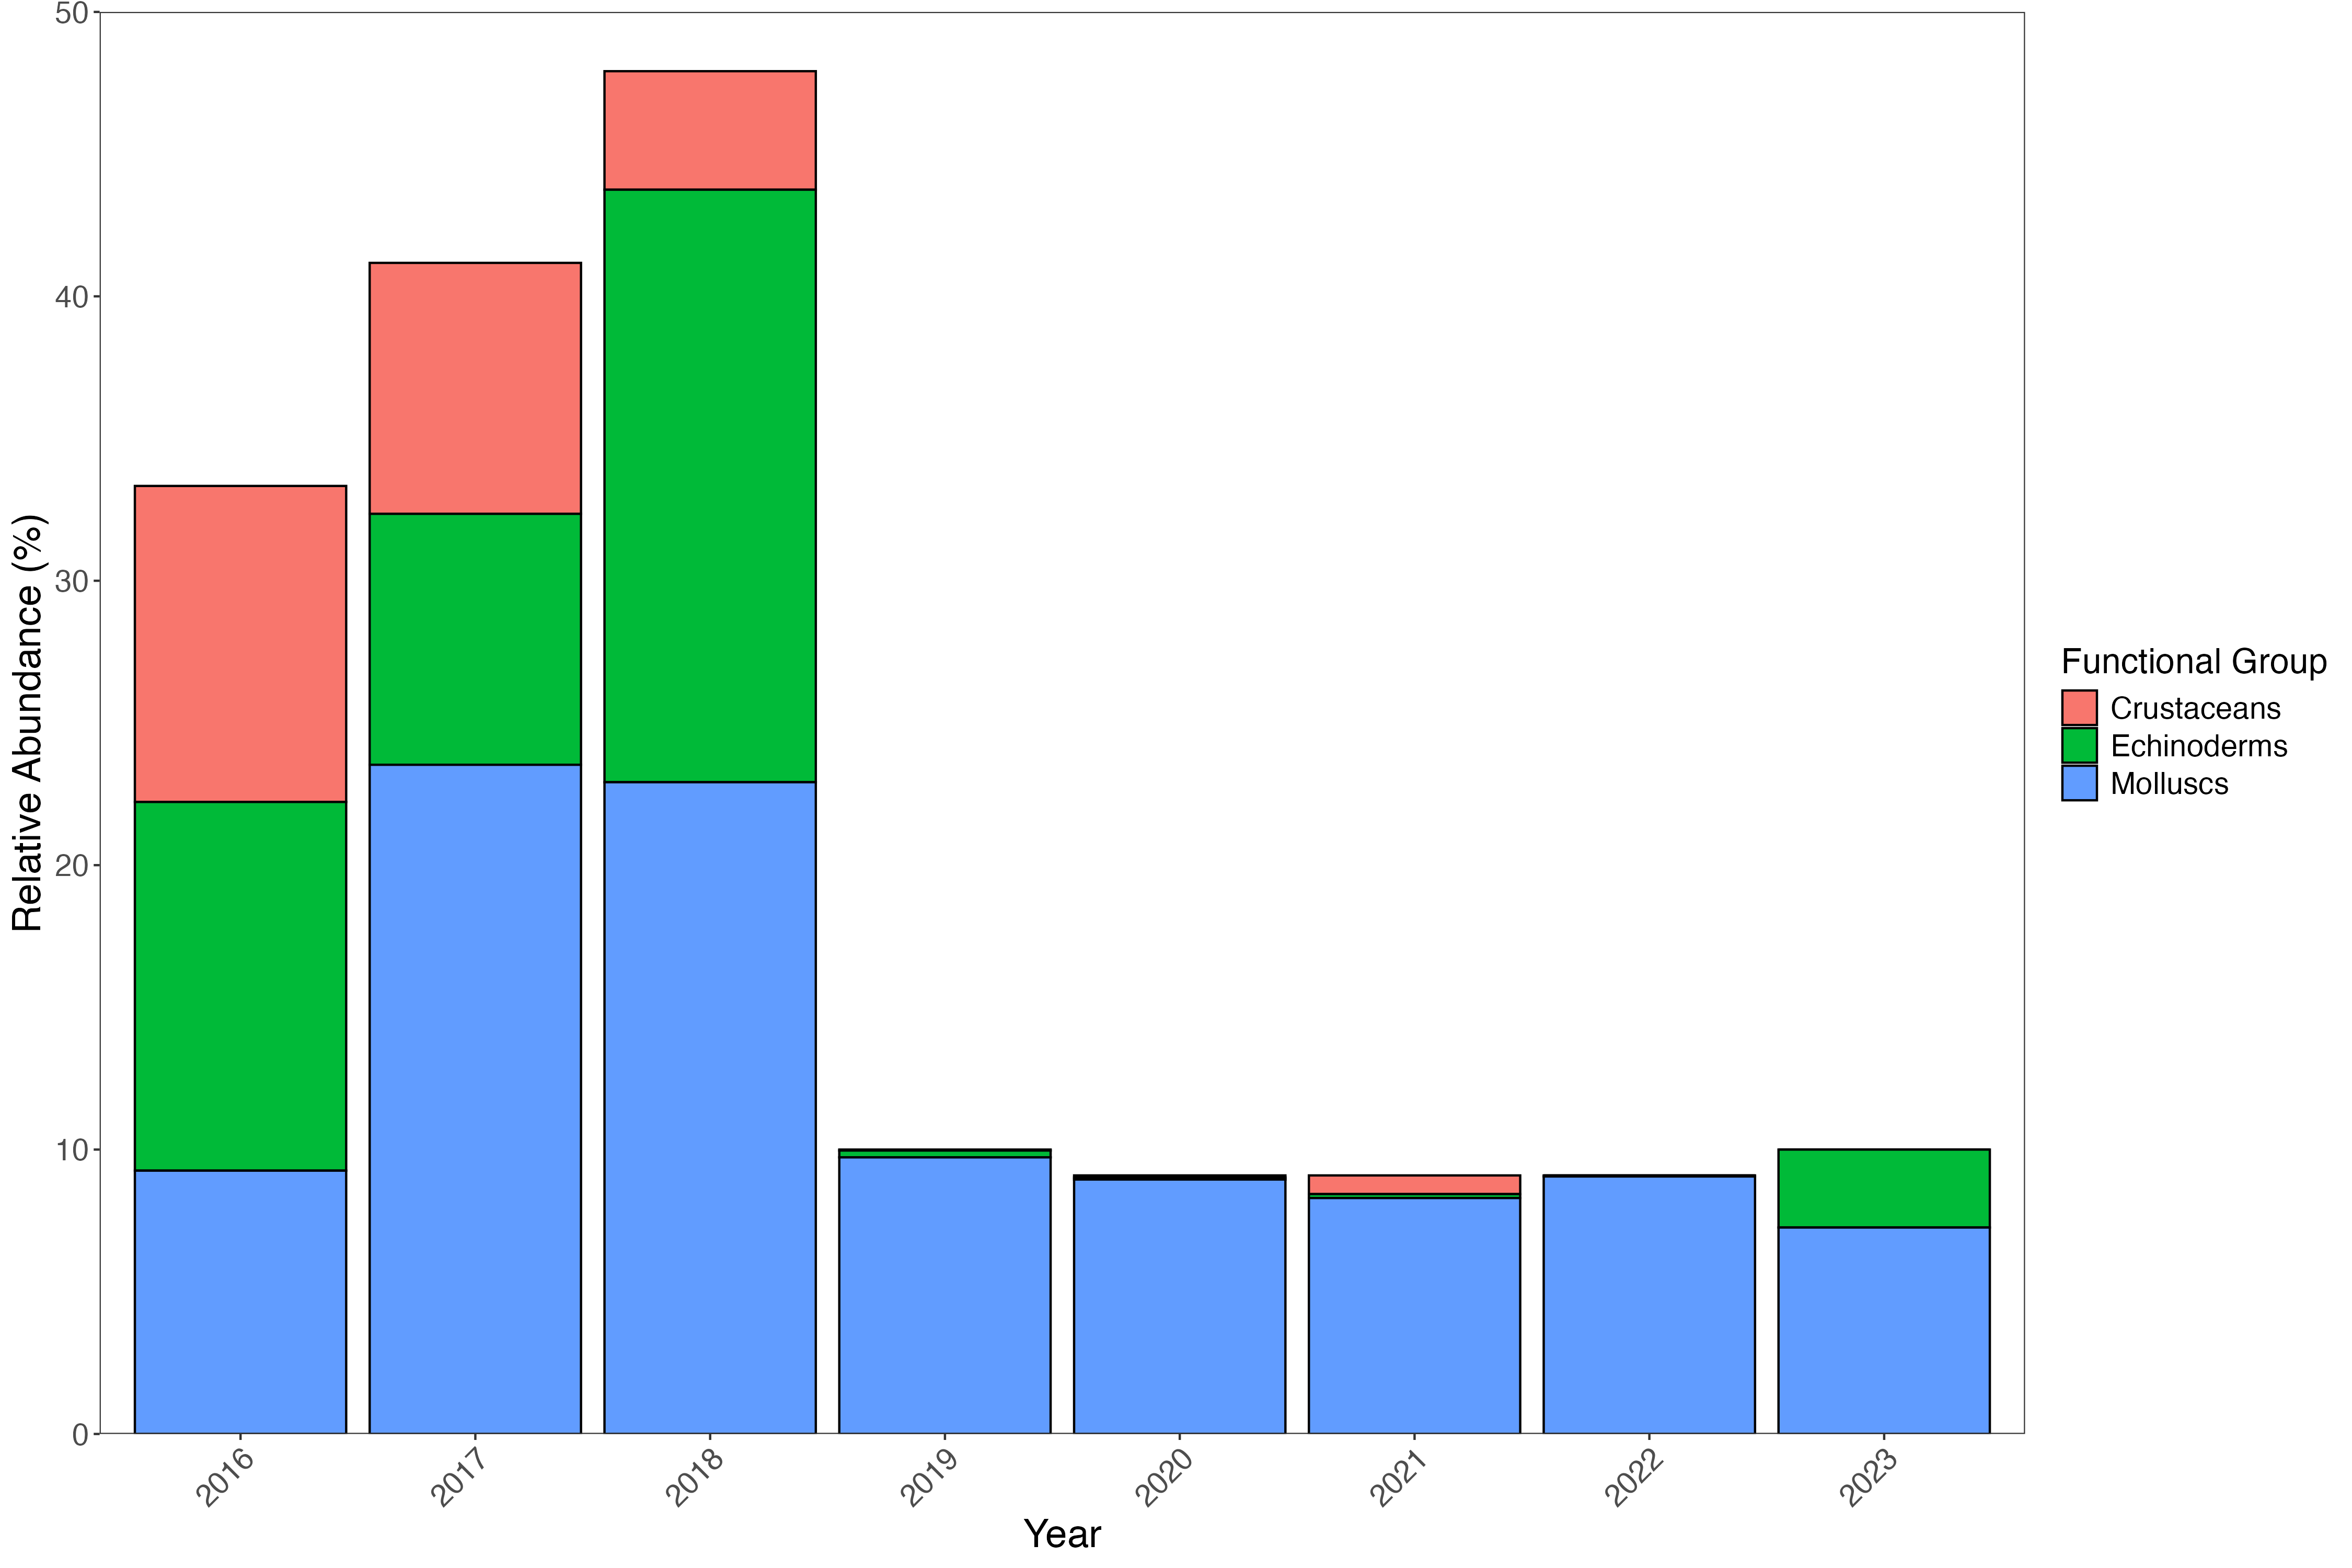 50
40
30
20
10
0
Relative Abundance (%)
2016
2017
2018
2019
2020
2021
2022
2023
Year
Functional Group
Crustaceans
Echinoderms
Molluscs